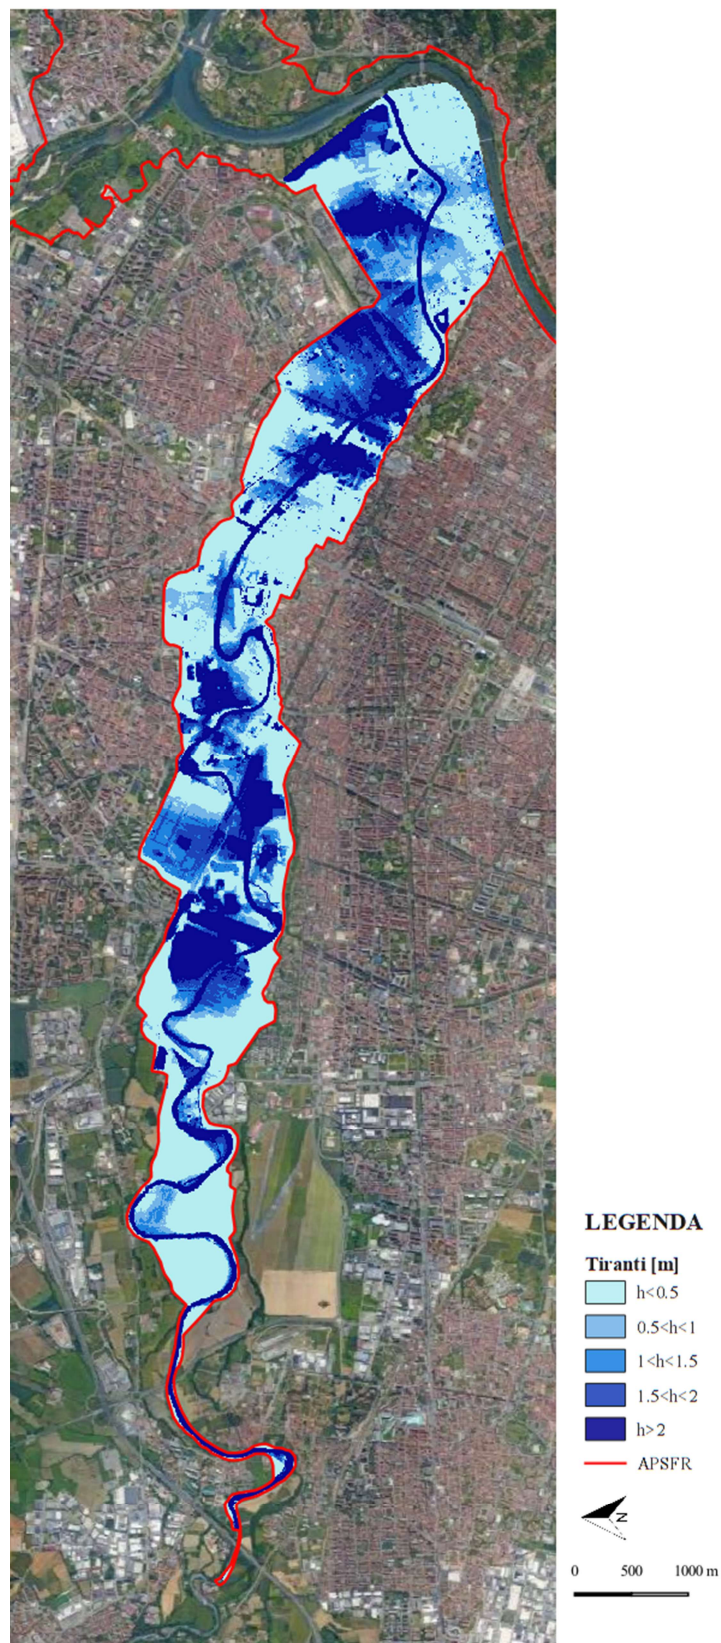 LEGENDA
Tiranti [m]
h<0.5
0.5<h<1
1<h<1.5
1.5<h<2
h>2
APSFR
N
0 500 1000 m